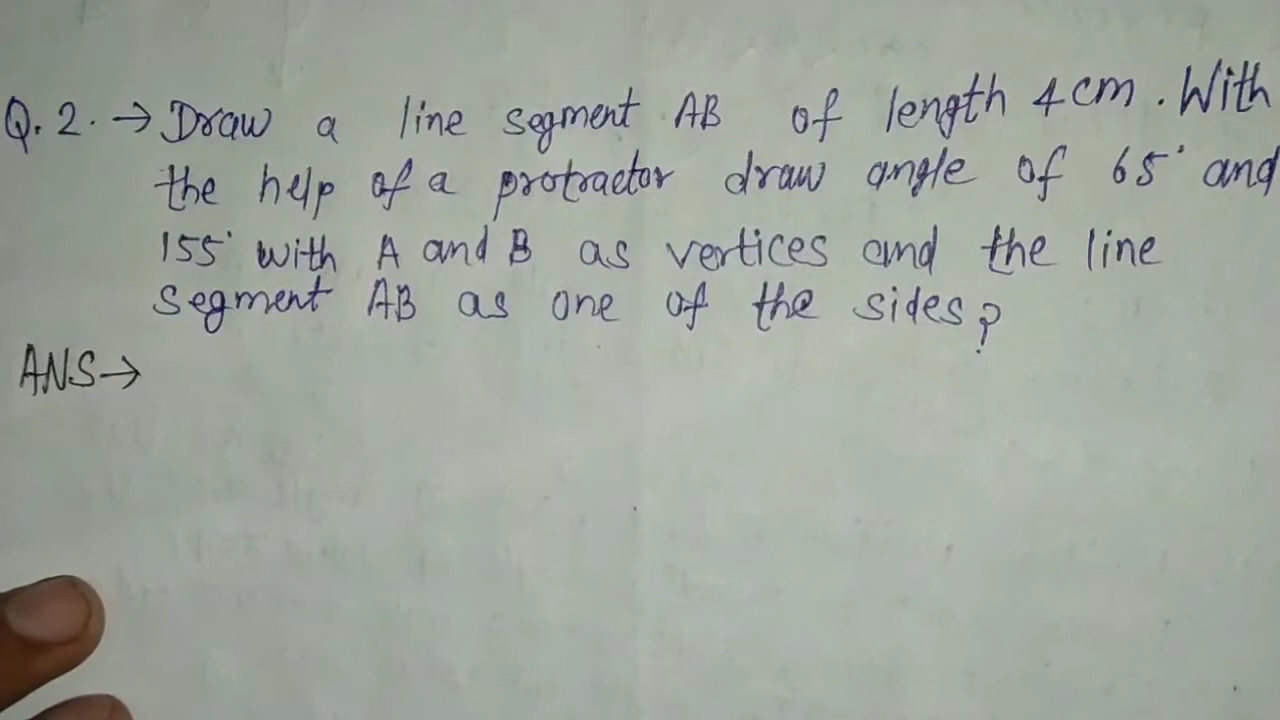 Q. 2. → Draw a line segment AB of length 4 cm. With
the help of a protractor draw angle of 65° and
155° with A and B as vertices and the line
segment AB as one of the sides?
ANS →